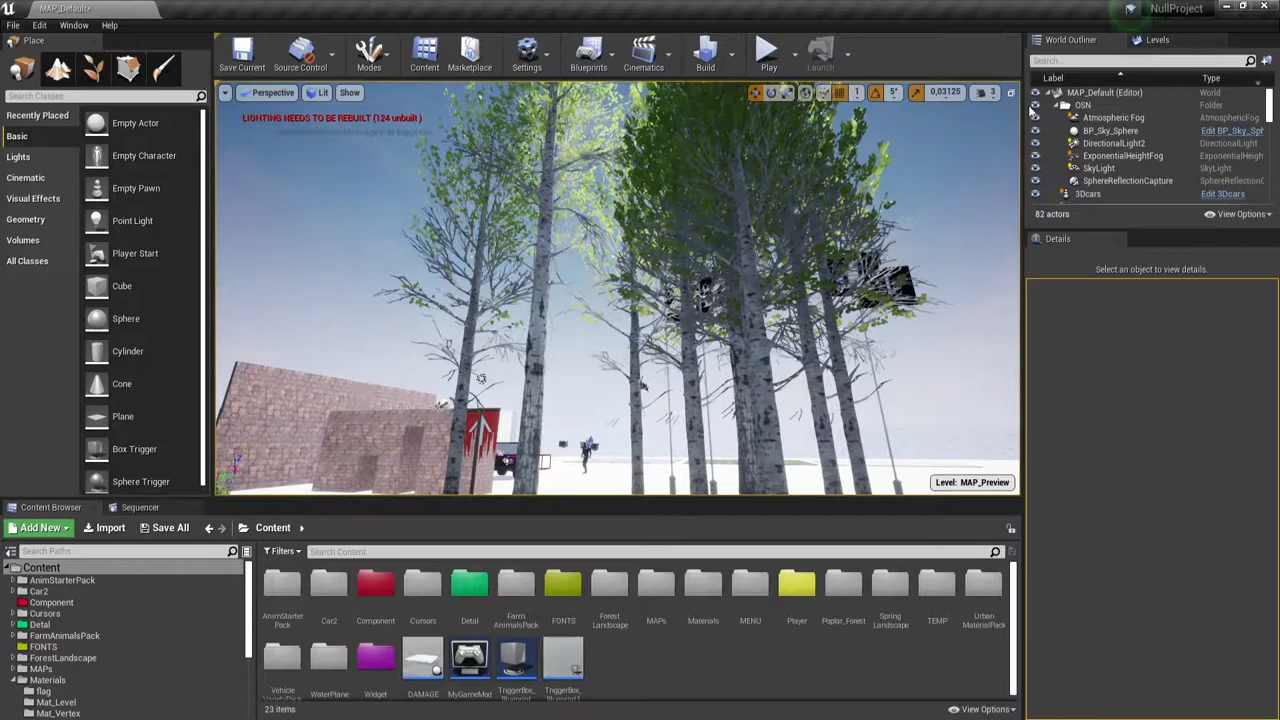 MAP_Default*
NullProject
File Edit Window Help
Place
Search Classes
Recently Placed
Basic
Lights
Cinematic
Visual Effects
Geometry
Volumes
All Classes
Empty Actor
Empty Character
Empty Pawn
Point Light
Player Start
Cube
Sphere
Cylinder
Cone
Plane
Box Trigger
Sphere Trigger
Save Current
Source Control
Modes
Content
Marketplace
Settings
Blueprints
Cinematics
Build
Play
Launch
Perspective Lit Show
1 5° 0,03125 3
LIGHTING NEEDS TO BE REBUILT (124 unbuilt )
Level: MAP_Preview
World Outliner Levels
Search...
Label Type
MAP_Default (Editor) World
OSN Folder
Atmospheric Fog AtmosphericFog
BP_Sky_Sphere Edit BP_Sky_Sph
DirectionalLight2 DirectionalLight
ExponentialHeightFog ExponentialHeigh
SkyLight SkyLight
SphereReflectionCapture SphereReflectionC
3Dcars Edit 3Dcars
82 actors View Options
Details
Select an object to view details.
Content Browser Sequencer
Add New Import Save All Content
Search Paths
Content
AnimStarterPack
Car2
Component
Cursors
Detal
FarmAnimalsPack
FONTS
ForestLandscape
MAPs
Materials
flag
Mat_Level
Mat_Vertex
Filters Search Content
AnimStarter
Pack
Car2
Component
Cursors
Detal
Farm
AnimalsPack
FONTS
Forest
Landscape
MAPs
Materials
MENU
Player
Poplar_Forest
Spring
Landscape
TEMP
Urban
MaterialPack
Vehicle
VarietyPack
WaterPlane
Widget
DAMAGE
MyGameMod
TriggerBox_
Blueprint
TriggerBox_
Blueprint1
23 items View Options